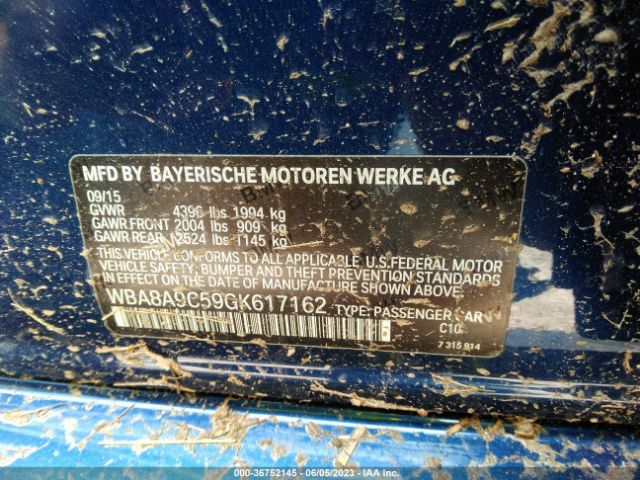 MFD BY BAYERISCHE MOTOREN WERKE AG
09/15
GVWR 4396 lbs 1994 kg
GAWR FRONT 2004 lbs 909 kg
GAWR REAR 2524 lbs 1145 kg
THIS VEHICLE CONFORMS TO ALL APPLICABLE U.S. FEDERAL MOTOR
VEHICLE SAFETY, BUMPER AND THEFT PREVENTION STANDARDS
IN EFFECT ON THE DATE OF MANUFACTURE SHOWN ABOVE.
WBA8A9C59GK617162 TYPE: PASSENGER CAR
C10
7 315 914
000-36752145 - 06/05/2023 - IAA Inc.